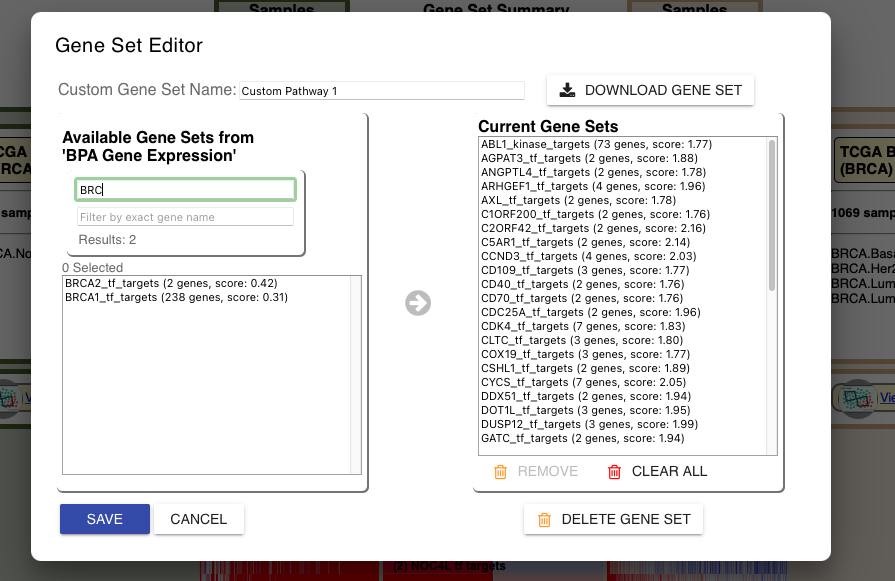 Samples
Gene Set Summary
Samples
Gene Set Editor
Custom Gene Set Name: Custom Pathway 1
DOWNLOAD GENE SET
Available Gene Sets from
'BPA Gene Expression'
BRC
Filter by exact gene name
Results: 2
0 Selected
BRCA2_tf_targets (2 genes, score: 0.42)
BRCA1_tf_targets (238 genes, score: 0.31)
Current Gene Sets
ABL1_kinase_targets (73 genes, score: 1.77)
AGPAT3_tf_targets (2 genes, score: 1.88)
ANGPTL4_tf_targets (2 genes, score: 1.78)
ARHGEF1_tf_targets (4 genes, score: 1.96)
AXL_tf_targets (2 genes, score: 1.78)
C1ORF200_tf_targets (2 genes, score: 1.76)
C2ORF42_tf_targets (2 genes, score: 2.16)
C5AR1_tf_targets (2 genes, score: 2.14)
CCND3_tf_targets (4 genes, score: 2.03)
CD109_tf_targets (3 genes, score: 1.77)
CD40_tf_targets (2 genes, score: 1.76)
CD70_tf_targets (2 genes, score: 1.76)
CDC25A_tf_targets (2 genes, score: 1.96)
CDK4_tf_targets (7 genes, score: 1.83)
CLTC_tf_targets (3 genes, score: 1.80)
COX19_tf_targets (3 genes, score: 1.77)
CSHL1_tf_targets (2 genes, score: 1.89)
CYCS_tf_targets (7 genes, score: 2.05)
DDX51_tf_targets (2 genes, score: 1.94)
DOT1L_tf_targets (3 genes, score: 1.95)
DUSP12_tf_targets (3 genes, score: 1.99)
GATC_tf_targets (2 genes, score: 1.94)
REMOVE
CLEAR ALL
SAVE
CANCEL
DELETE GENE SET
CGA
RCA
samp
CA.No
TCGA B
(BRCA)
1069 samp
BRCA.Basa
BRCA.Her2
BRCA.Lum
BRCA.Lum
V
Vie
(2) NOC4L tf targets